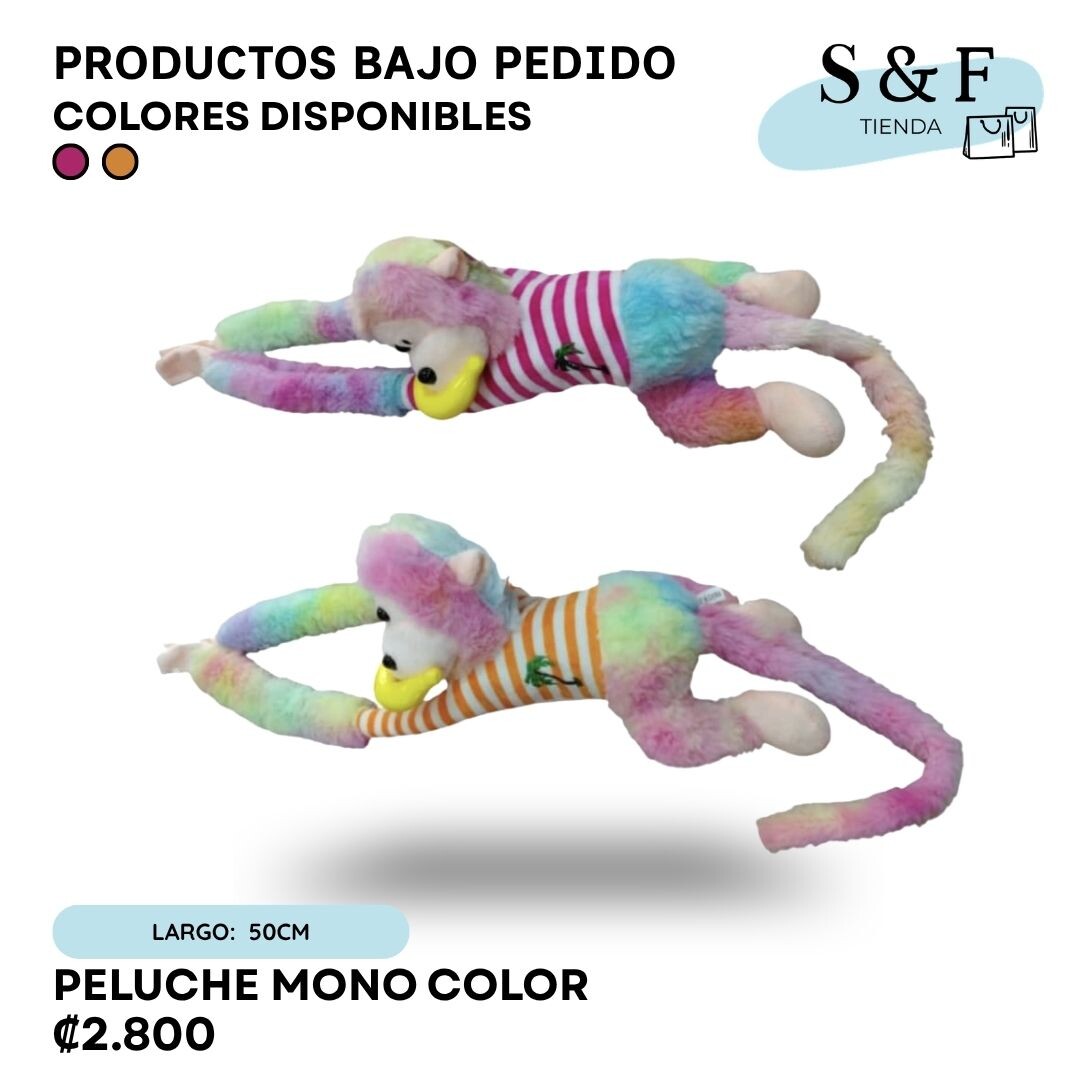 PRODUCTOS BAJO PEDIDO
COLORES DISPONIBLES
S & F
TIENDA
LARGO: 50CM
PELUCHE MONO COLOR
₡2.800